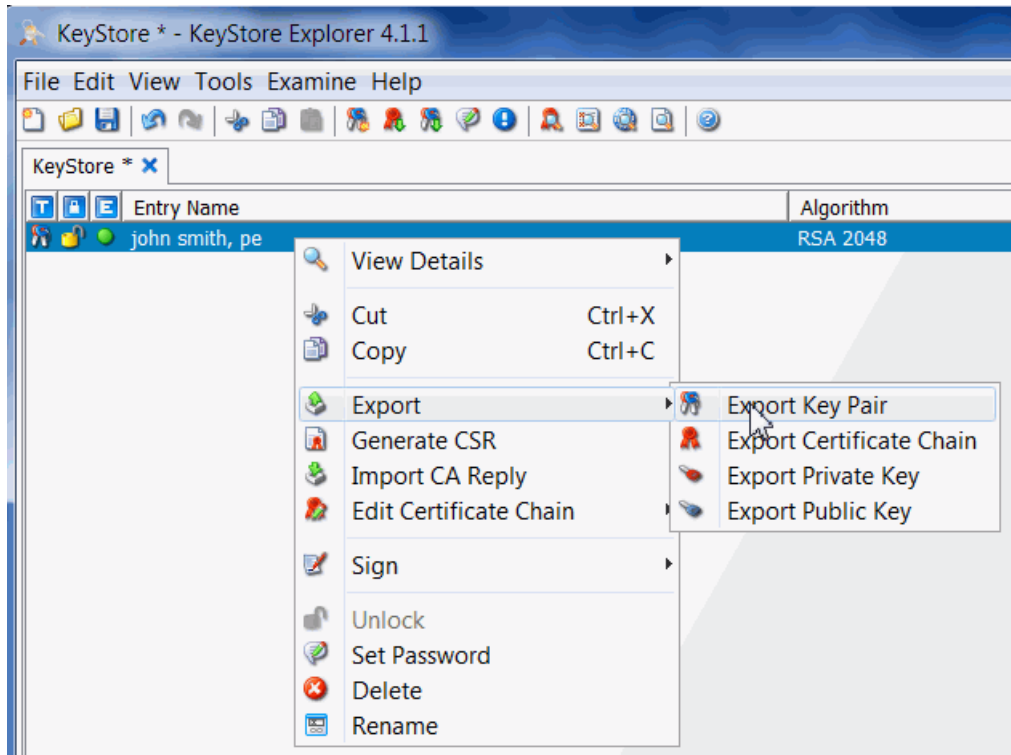 KeyStore * - KeyStore Explorer 4.1.1
File Edit View Tools Examine Help
KeyStore *
T E Entry Name Algorithm
john smith, pe RSA 2048
View Details
Cut Ctrl+X
Copy Ctrl+C
Export
Export Key Pair
Generate CSR
Export Certificate Chain
Import CA Reply
Export Private Key
Edit Certificate Chain
Export Public Key
Sign
Unlock
Set Password
Delete
Rename